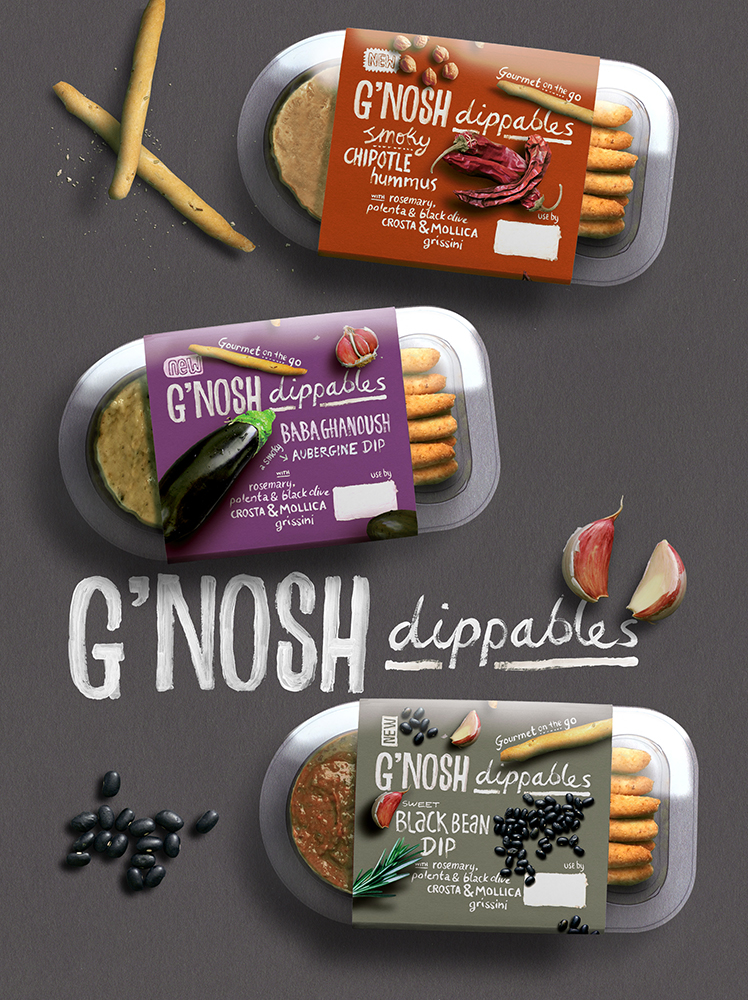 NEW
Gourmet on the go
G'NOSH dippables
smoky
CHIPOTLE
hummus
WITH rosemary,
polenta & black olive
CROSTA & MOLLICA
grissini
use by
new
Gourmet on the go
G'NOSH dippables
BABA GHANOUSH
a smoky
AUBERGINE DIP
WITH
rosemary,
polenta & black olive
CROSTA & MOLLICA
grissini
use by
G'NOSH dippables
NEW
Gourmet on the go
G'NOSH dippables
SWEET
BLACK BEAN
DIP
WITH rosemary,
polenta & black olive
CROSTA & MOLLICA
grissini
use by